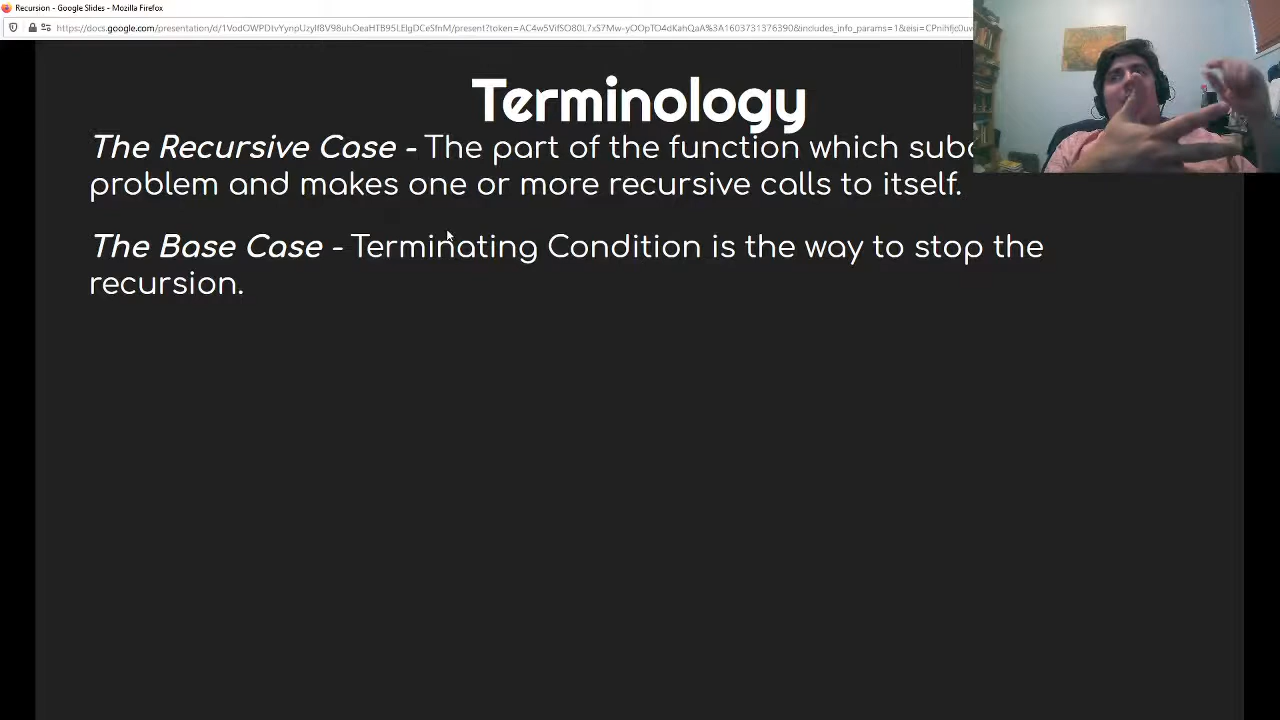 Recursion - Google Slides - Mozilla Firefox
Terminology
The Recursive Case - The part of the function which
problem and makes one or more recursive calls to itself.
The Base Case - Terminating Condition is the way to stop the
recursion.